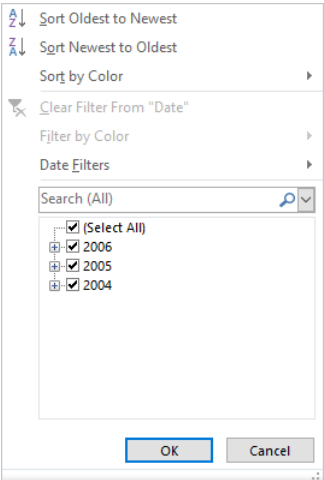 Sort Oldest to Newest
Sort Newest to Oldest
Sort by Color
Clear Filter From "Date"
Filter by Color
Date Filters
Search (All)
(Select All)
2006
2005
2004
OK Cancel